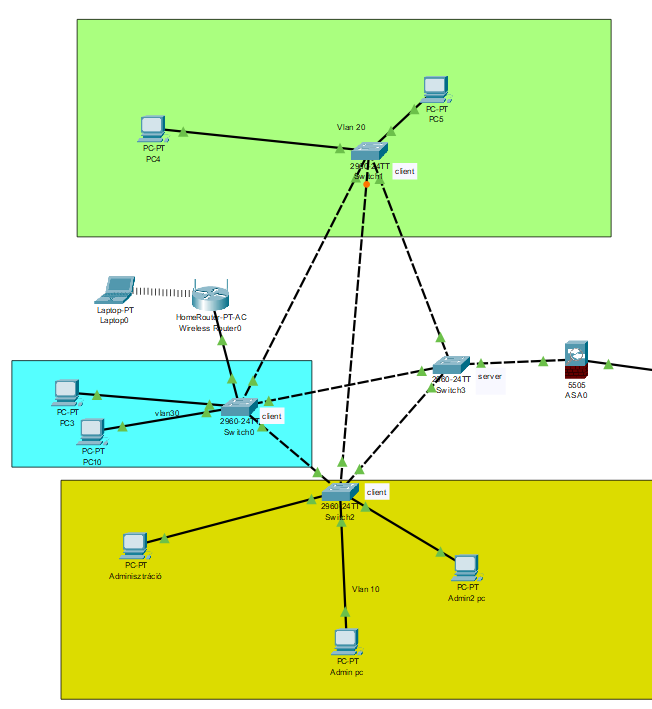 PC-PT
PC5
Vlan 20
PC-PT
PC4
2960-24TT
Switch1
client
Laptop-PT
Laptop0
HomeRouter-PT-AC
Wireless Router0
2960-24TT
Switch3
server
5505
ASA0
PC-PT
PC3
vlan30
2960-24TT
Switch0
client
PC-PT
PC10
2960-24TT
Switch2
client
PC-PT
Adminisztráció
PC-PT
Admin2 pc
Vlan 10
PC-PT
Admin pc